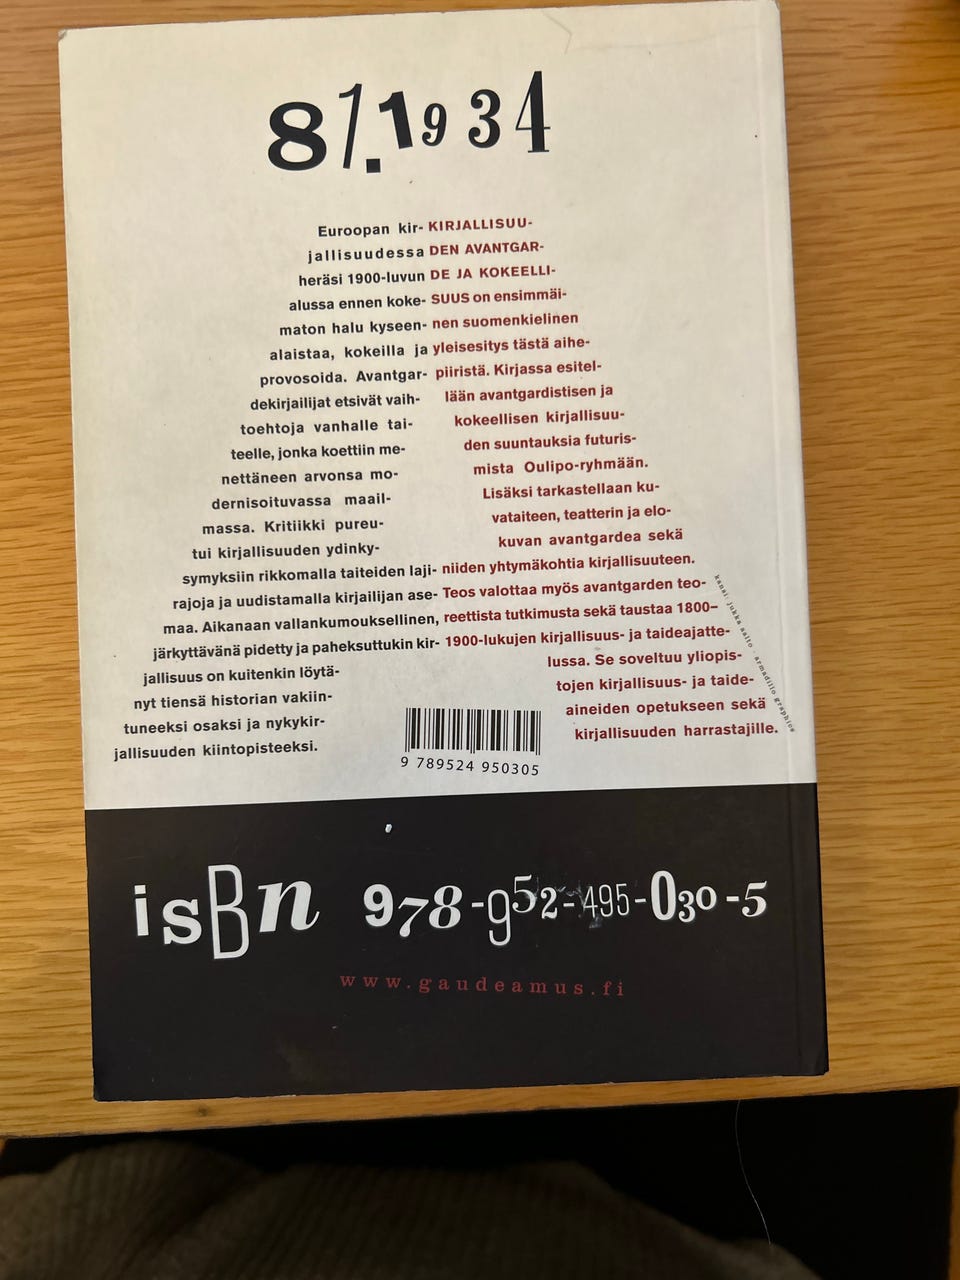 81.1934
Euroopan kir-
jallisuudessa
heräsi 1900-luvun
alussa ennen koke-
maton halu kyseen-
alaistaa, kokeilla ja
provosoida. Avantgar-
dekirjailijat etsivät vaih-
toehtoja vanhalle tai-
teelle, jonka koettiin me-
nettäneen arvonsa mo-
dernisoituvassa maail-
massa. Kritiikki pureu-
tui kirjallisuuden ydinky-
symyksiin rikkomalla taiteiden laji-
rajoja ja uudistamalla kirjailijan ase-
maa. Aikanaan vallankumouksellinen,
järkyttävänä pidetty ja paheksuttukin kir-
jallisuus on kuitenkin löytä-
nyt tiensä historian vakiin-
tuneeksi osaksi ja nykykir-
jallisuuden kiintopisteeksi.
KIRJALLISUU-
DEN AVANTGAR-
DE JA KOKEELLI-
SUUS on ensimmäi-
nen suomenkielinen
yleisesitys tästä aihe-
piiristä. Kirjassa esitel-
lään avantgardistisen ja
kokeellisen kirjallisuu-
den suuntauksia futuris-
mista Oulipo-ryhmään.
Lisäksi tarkastellaan ku-
vataiteen, teatterin ja elo-
kuvan avantgardea sekä
niiden yhtymäkohtia kirjallisuuteen.
Teos valottaa myös avantgarden teo-
reettista tutkimusta sekä taustaa 1800–
1900-lukujen kirjallisuus- ja taideajatte-
lussa. Se soveltuu yliopis-
tojen kirjallisuus- ja taide-
aineiden opetukseen sekä
kirjallisuuden harrastajille.
kansi: jukka aalto · armadillo graphics
9 789524 950305
isBn 978-952-495-030-5
www.gaudeamus.fi